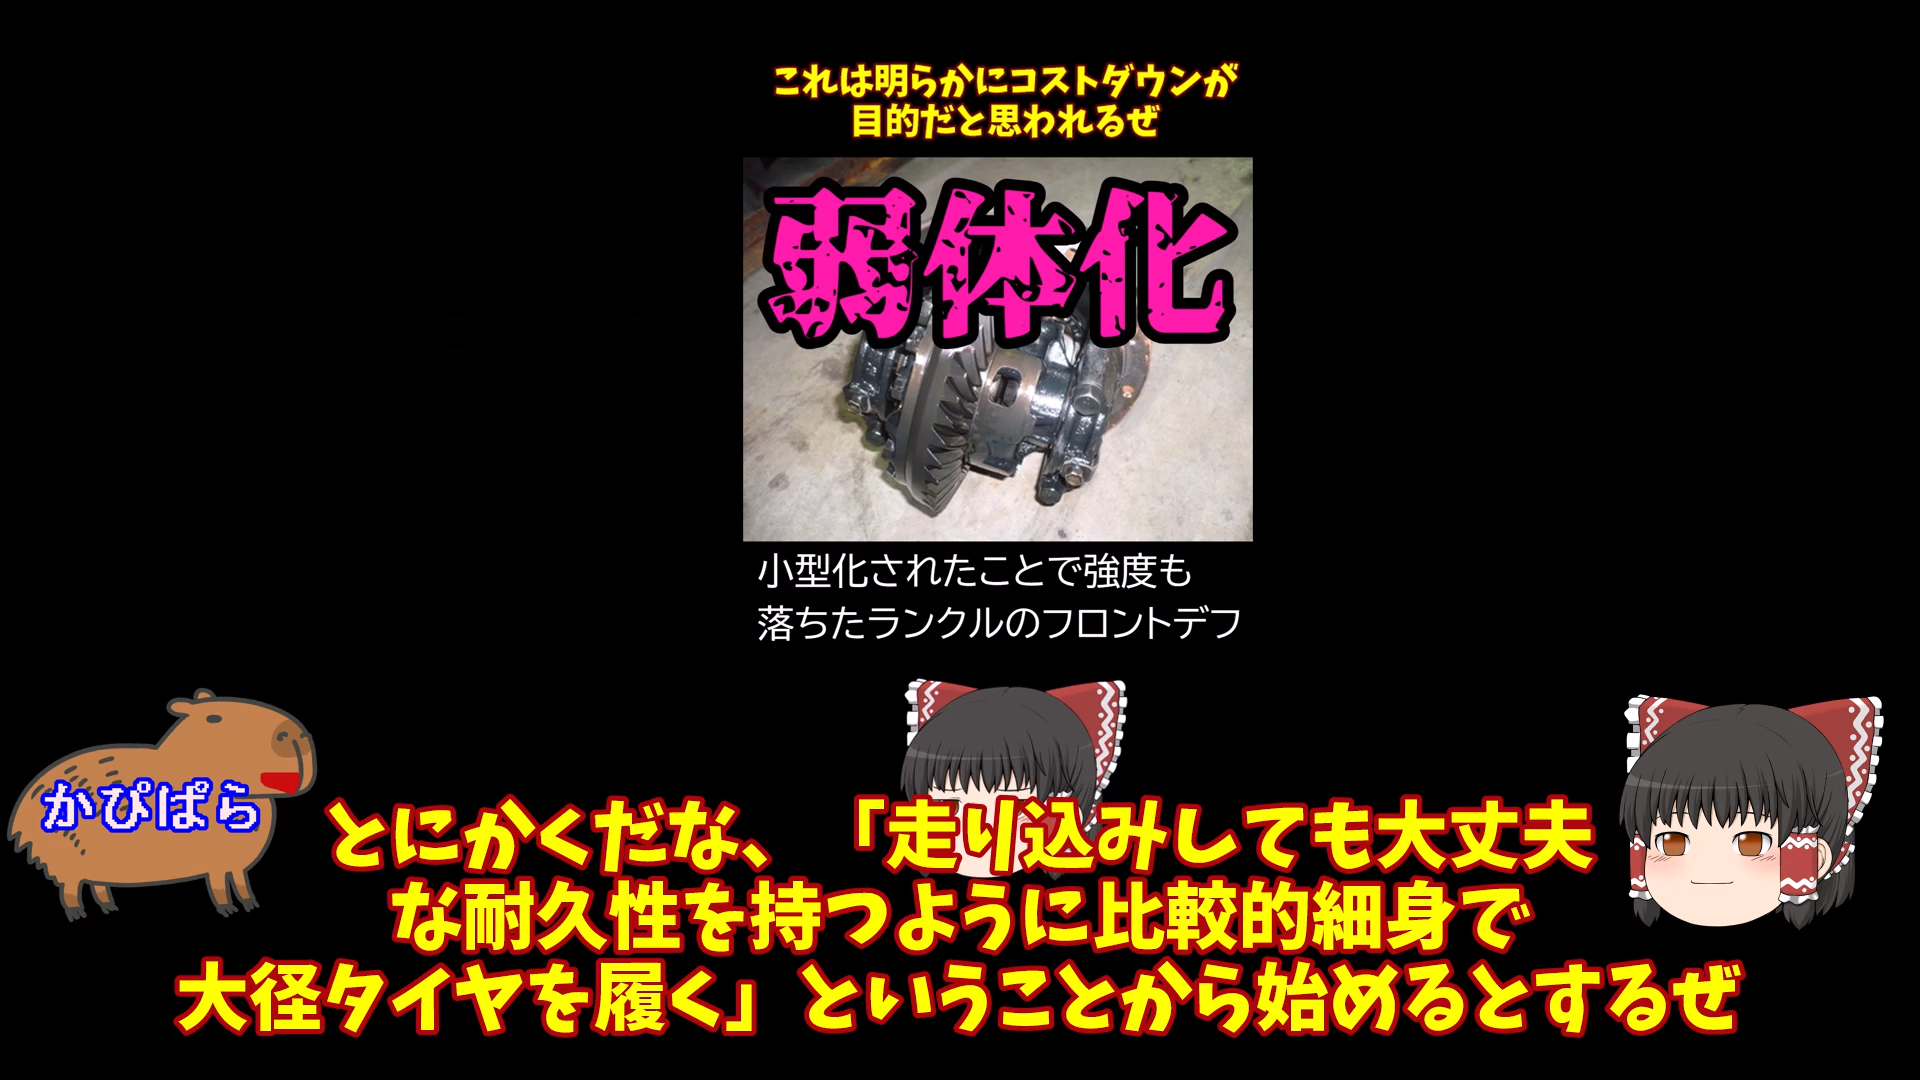 これは明らかにコストダウンが
目的だと思われるぜ
弱体化
小型化されたことで強度も
落ちたランクルのフロントデフ
かぴぱら
とにかくだな、「走り込みしても大丈夫
な耐久性を持つように比較的細身で
大径タイヤを履く」ということから始めるとするぜ